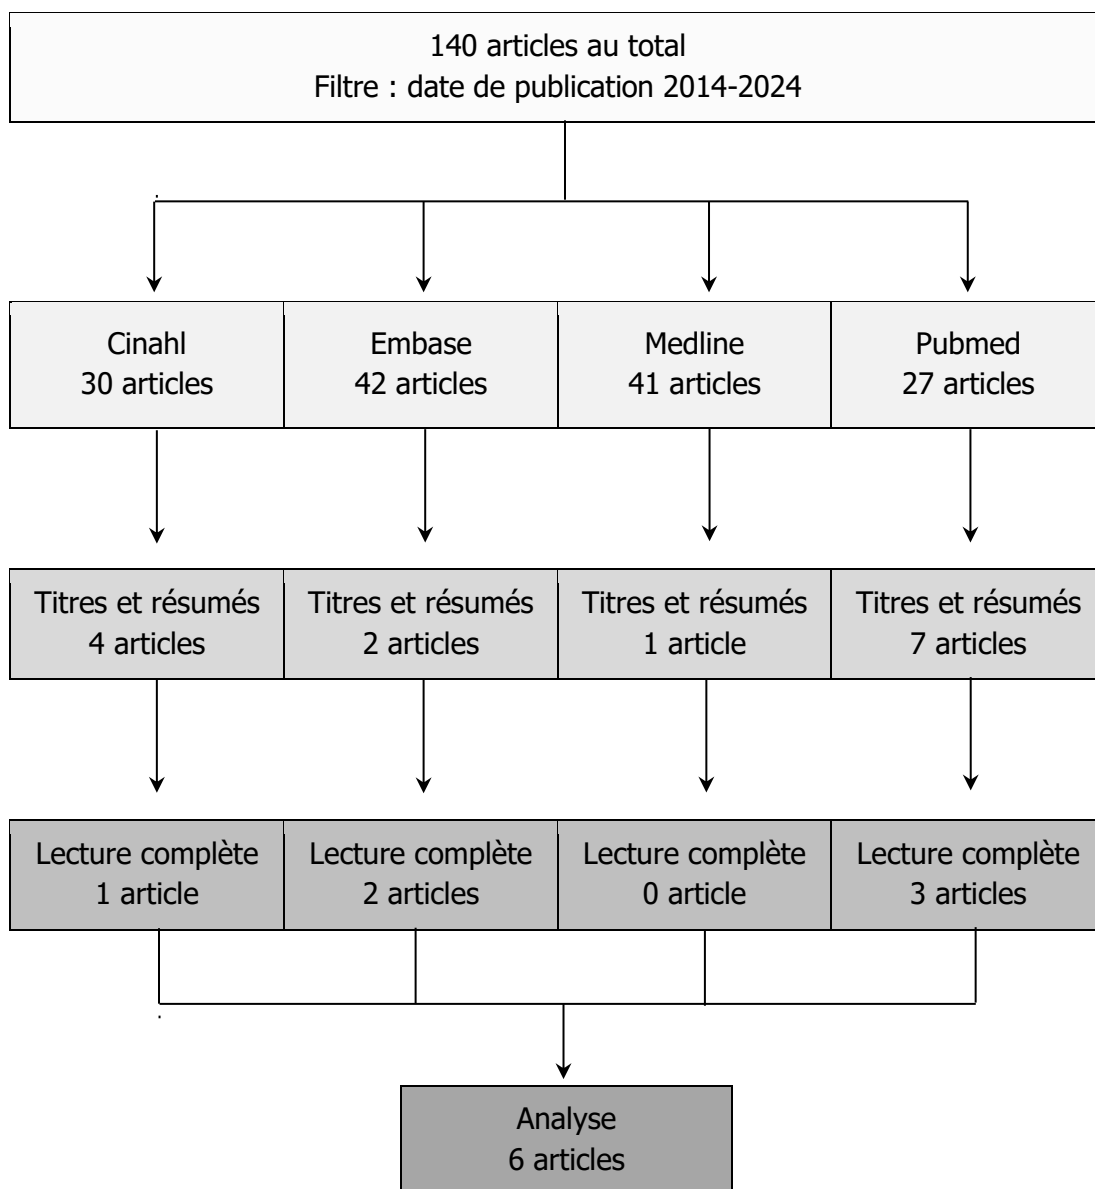 140 articles au total
Filtre : date de publication 2014-2024
Cinahl
30 articles
Embase
42 articles
Medline
41 articles
Pubmed
27 articles
Titres et résumés
4 articles
Titres et résumés
2 articles
Titres et résumés
1 article
Titres et résumés
7 articles
Lecture complète
1 article
Lecture complète
2 articles
Lecture complète
0 article
Lecture complète
3 articles
Analyse
6 articles